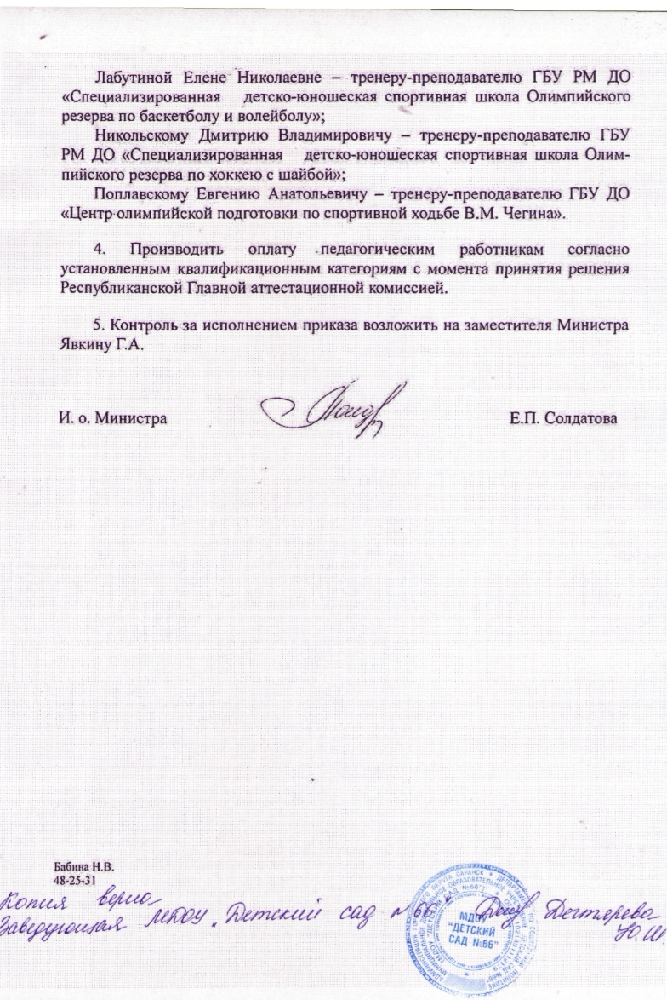 Лабутиной Елене Николаевне – тренеру-преподавателю ГБУ РМ ДО
«Специализированная детско-юношеская спортивная школа Олимпийского
резерва по баскетболу и волейболу»;
Никольскому Дмитрию Владимировичу – тренеру-преподавателю ГБУ
РМ ДО «Специализированная детско-юношеская спортивная школа Олим-
пийского резерва по хоккею с шайбой»;
Поплавскому Евгению Анатольевичу – тренеру-преподавателю ГБУ ДО
«Центр олимпийской подготовки по спортивной ходьбе В.М. Чегина».
4. Производить оплату педагогическим работникам согласно
установленным квалификационным категориям с момента принятия решения
Республиканской Главной аттестационной комиссией.
5. Контроль за исполнением приказа возложить на заместителя Министра
Явкину Г.А.
И. о. Министра Е.П. Солдатова
Бабина Н.В.
48-25-31
Копия верна
Заведующая МДОУ „Детский сад №66" Дегтярева
Ю.Ш
МДОУ
"ДЕТСКИЙ
САД №66"